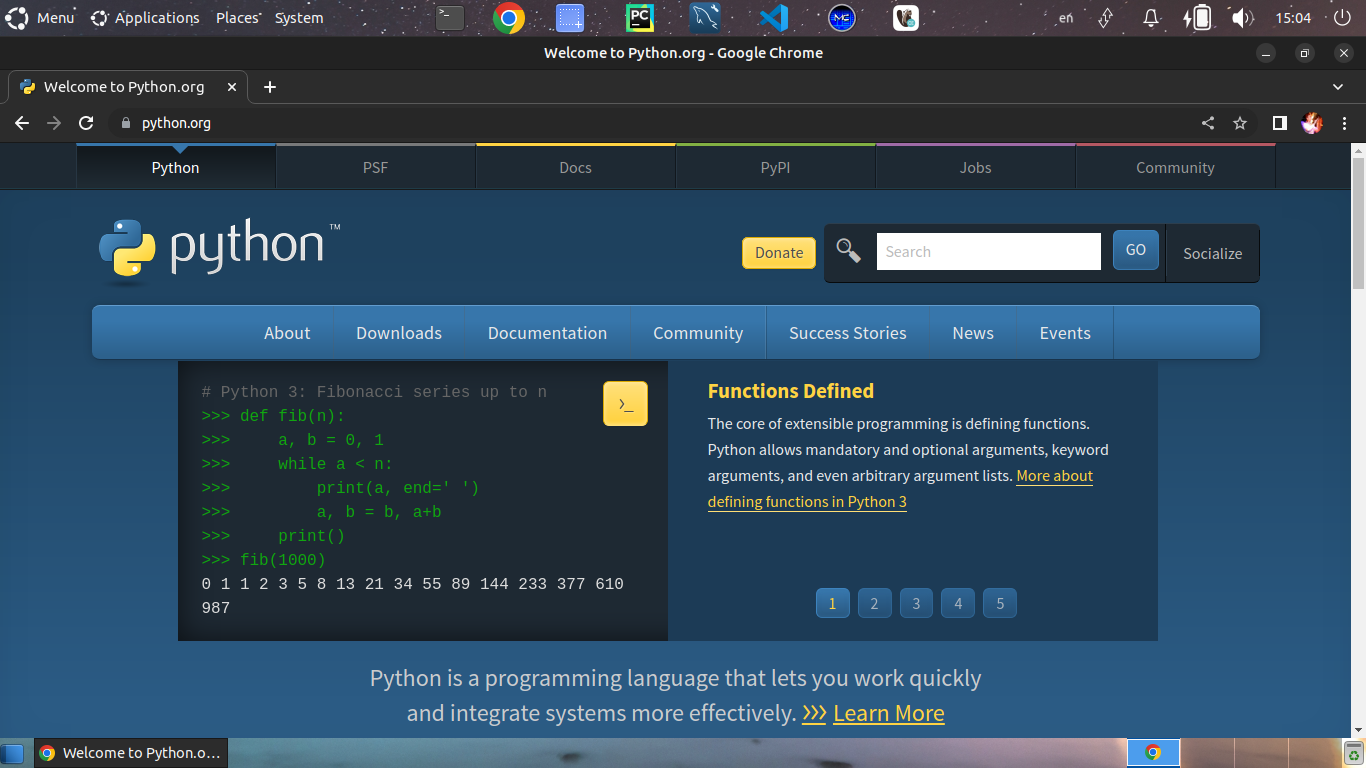 Menu Applications Places System en 15:04
Welcome to Python.org - Google Chrome
Welcome to Python.org
python.org
Python PSF Docs PyPI Jobs Community
python™
Donate Search GO Socialize
About Downloads Documentation Community Success Stories News Events
# Python 3: Fibonacci series up to n
>>> def fib(n):
>>>     a, b = 0, 1
>>>     while a < n:
>>>         print(a, end=' ')
>>>         a, b = b, a+b
>>>     print()
>>> fib(1000)
0 1 1 2 3 5 8 13 21 34 55 89 144 233 377 610
987
>_
Functions Defined
The core of extensible programming is defining functions.
Python allows mandatory and optional arguments, keyword
arguments, and even arbitrary argument lists. More about
defining functions in Python 3
1 2 3 4 5
Python is a programming language that lets you work quickly
and integrate systems more effectively. >>> Learn More
Welcome to Python.o...